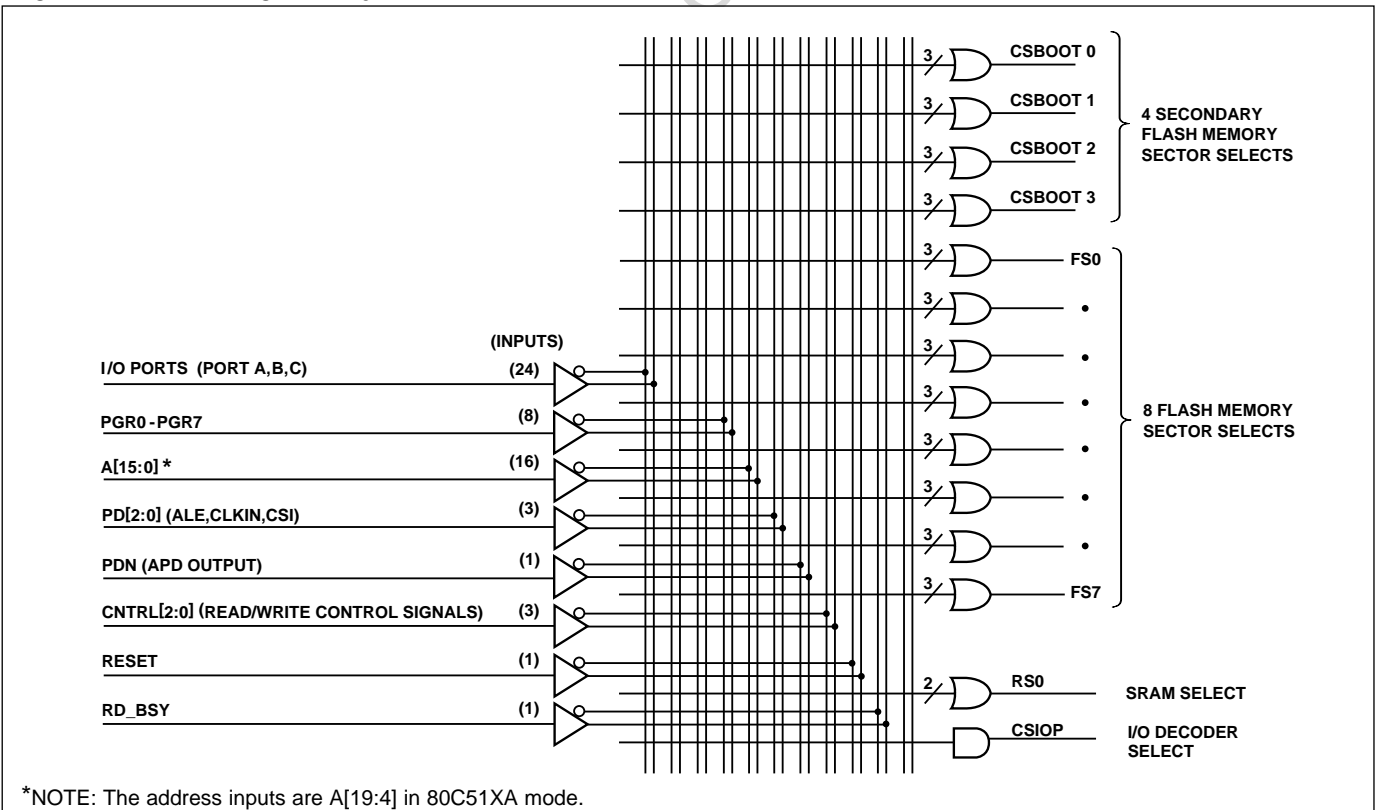 3
CSBOOT 0
3
CSBOOT 1
4 SECONDARY
FLASH MEMORY
SECTOR SELECTS
3
CSBOOT 2
3
CSBOOT 3
3
FS0
3
3
3
8 FLASH MEMORY
SECTOR SELECTS
3
3
3
3
FS7
(INPUTS)
I/O PORTS (PORT A,B,C)
(24)
PGR0 - PGR7
(8)
A[15:0] *
(16)
PD[2:0] (ALE,CLKIN,CSI)
(3)
PDN (APD OUTPUT)
(1)
CNTRL[2:0] (READ/WRITE CONTROL SIGNALS)
(3)
RESET
(1)
RD_BSY
(1)
2
RS0
SRAM SELECT
CSIOP
I/O DECODER
SELECT
*NOTE: The address inputs are A[19:4] in 80C51XA mode.